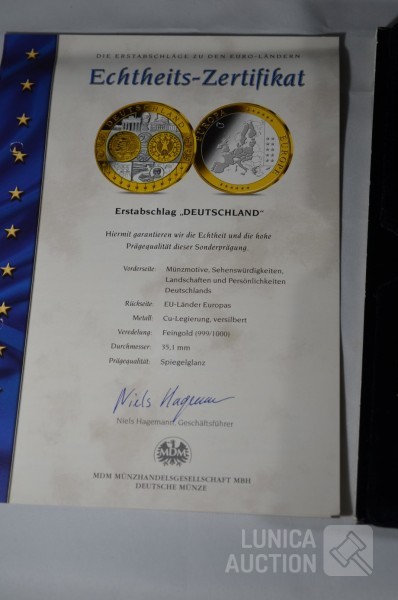 DIE ERSTABSCHLÄGE ZU DEN EURO-LÄNDERN
Echtheits-Zertifikat
DEUTSCHLAND
EUROPA
EUROPE
Erstabschlag „DEUTSCHLAND“
Hiermit garantieren wir die Echtheit und die hohe
Prägequalität dieser Sonderprägung.
Vorderseite: Münzmotive, Sehenswürdigkeiten,
Landschaften und Persönlichkeiten
Deutschlands
Rückseite: EU-Länder Europas
Metall: Cu-Legierung, versilbert
Veredelung: Feingold (999/1000)
Durchmesser: 35,1 mm
Prägequalität: Spiegelglanz
Niels Hagemann
Niels Hagemann, Geschäftsführer
MDM
MDM MÜNZHANDELSGESELLSCHAFT MBH
DEUTSCHE MÜNZE
LUNICA
AUCTION